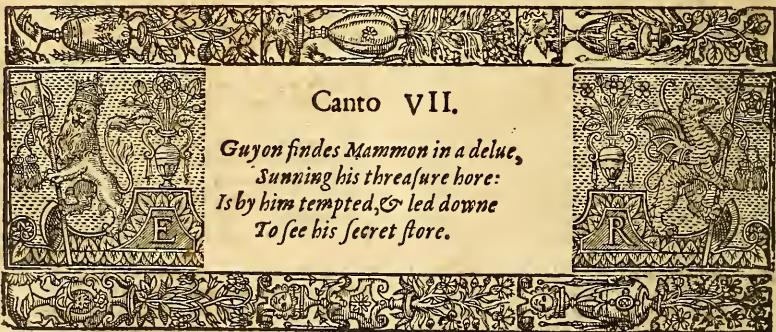 Canto VII.
Guyon findes Mammon in a delue,
Sunning his threaſure hore:
Is by him tempted, & led downe
To ſee his ſecret ſtore.
E R